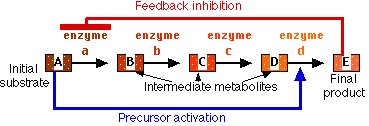 Feedback inhibition
enzyme a
enzyme b
enzyme c
enzyme d
A
B
C
D
E
Initial
substrate
Intermediate metabolites
Final
product
Precursor activation